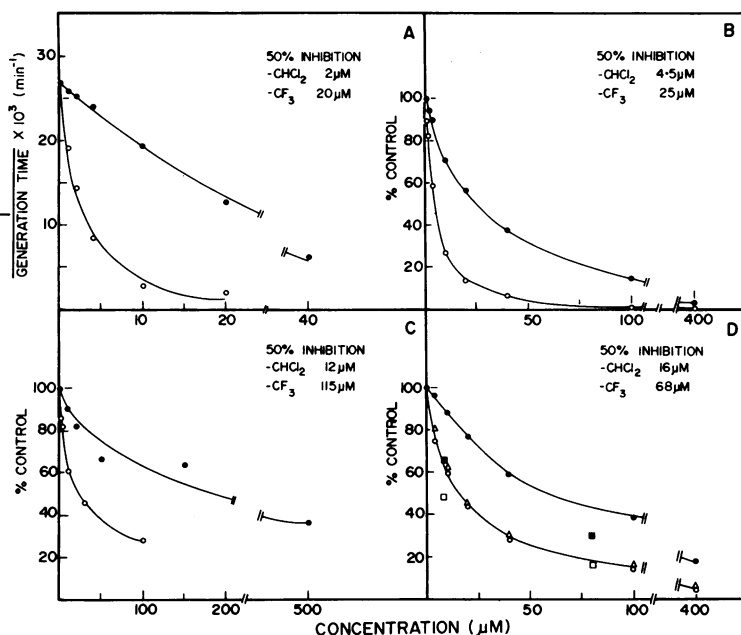 A
50% INHIBITION
-CHCl₂ 2µM
-CF₃ 20µM
1
GENERATION TIME X 10³ (min⁻¹)
30
20
10
10 20 40
B
50% INHIBITION
-CHCl₂ 4·5µM
-CF₃ 25µM
% CONTROL
100
80
60
40
20
50 100 400
C
50% INHIBITION
-CHCl₂ 12µM
-CF₃ 115µM
% CONTROL
100
80
60
40
20
100 200 500
D
50% INHIBITION
-CHCl₂ 16µM
-CF₃ 68µM
% CONTROL
100
80
60
40
20
50 100 400
CONCENTRATION (µM)